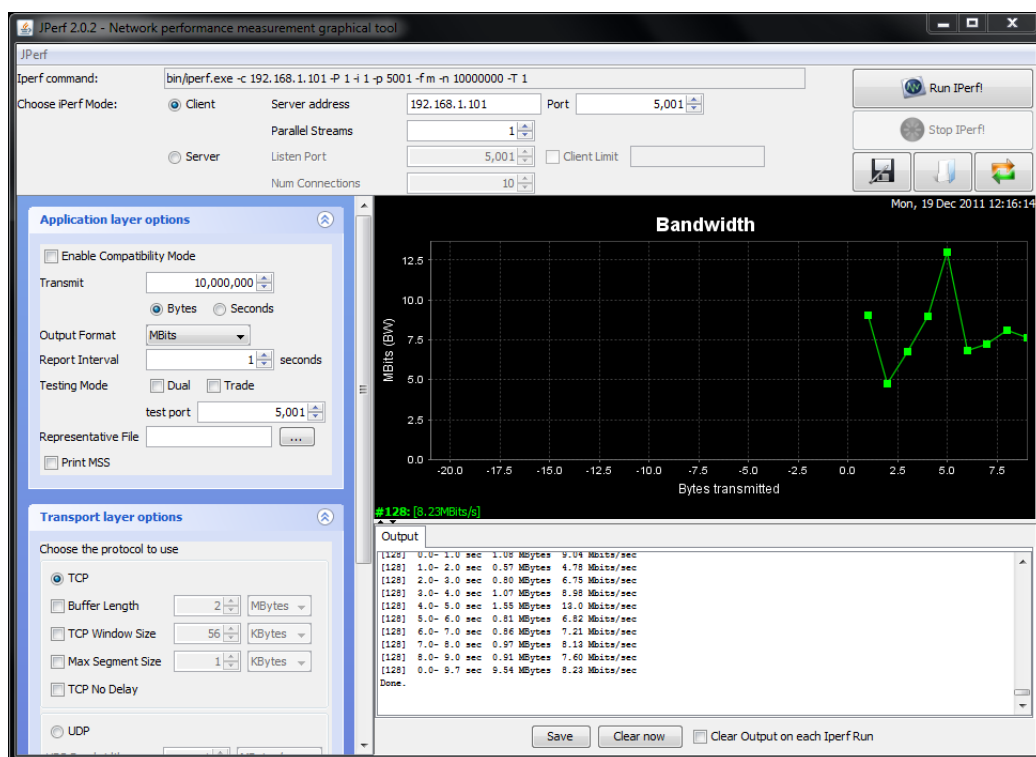 JPerf 2.0.2 - Network performance measurement graphical tool
JPerf
Iperf command: bin/iperf.exe -c 192.168.1.101 -P 1 -i 1 -p 5001 -f m -n 10000000 -T 1
Choose iPerf Mode: Client Server address 192.168.1.101 Port 5,001
Parallel Streams 1
Server Listen Port 5,001 Client Limit
Num Connections 10
Run IPerf!
Stop IPerf!
Application layer options
Enable Compatibility Mode
Transmit 10,000,000
Bytes Seconds
Output Format MBits
Report Interval 1 seconds
Testing Mode Dual Trade
test port 5,001
Representative File ...
Print MSS
Transport layer options
Choose the protocol to use
TCP
Buffer Length 2 MBytes
TCP Window Size 56 KBytes
Max Segment Size 1 KBytes
TCP No Delay
UDP
Mon, 19 Dec 2011 12:16:14
Bandwidth
MBits (BW)
12.5
10.0
7.5
5.0
2.5
0.0
-20.0 -17.5 -15.0 -12.5 -10.0 -7.5 -5.0 -2.5 0.0 2.5 5.0 7.5
Bytes transmitted
#128: [8.23MBits/s]
Output
[128] 0.0- 1.0 sec 1.08 MBytes 9.04 Mbits/sec
[128] 1.0- 2.0 sec 0.57 MBytes 4.78 Mbits/sec
[128] 2.0- 3.0 sec 0.80 MBytes 6.75 Mbits/sec
[128] 3.0- 4.0 sec 1.07 MBytes 8.98 Mbits/sec
[128] 4.0- 5.0 sec 1.55 MBytes 13.0 Mbits/sec
[128] 5.0- 6.0 sec 0.81 MBytes 6.82 Mbits/sec
[128] 6.0- 7.0 sec 0.86 MBytes 7.21 Mbits/sec
[128] 7.0- 8.0 sec 0.97 MBytes 8.13 Mbits/sec
[128] 8.0- 9.0 sec 0.91 MBytes 7.60 Mbits/sec
[128] 0.0- 9.7 sec 9.54 MBytes 8.23 Mbits/sec
Done.
Save Clear now Clear Output on each Iperf Run